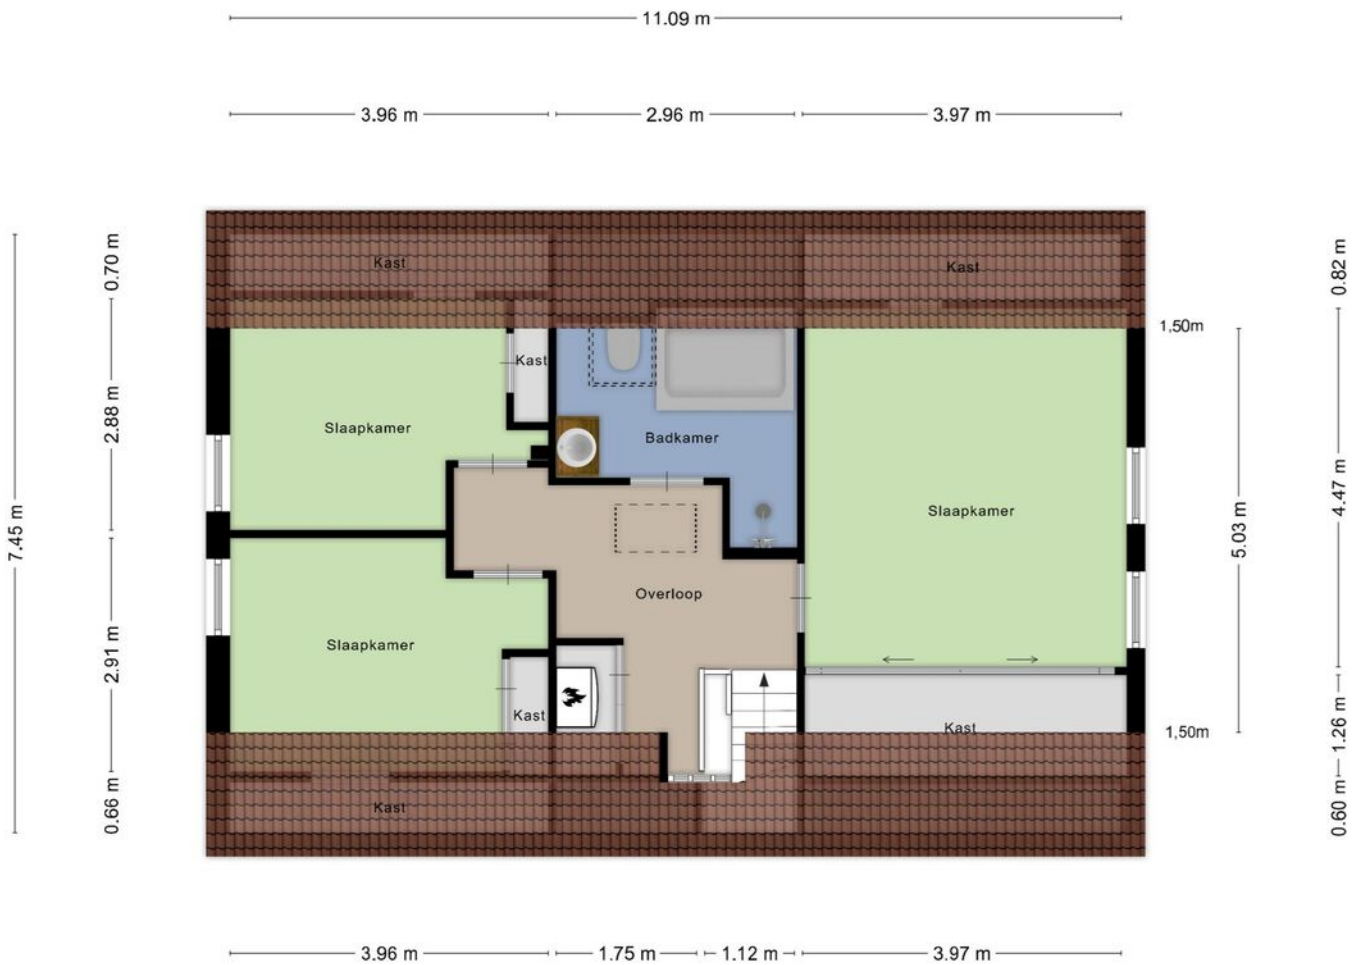 11.09 m
3.96 m
2.96 m
3.97 m
0.70 m
2.88 m
2.91 m
0.66 m
7.45 m
0.82 m
4.47 m
1.26 m
0.60 m
5.03 m
1,50m
1,50m
Kast
Kast
Kast
Slaapkamer
Badkamer
Slaapkamer
Overloop
Slaapkamer
Kast
Kast
Kast
3.96 m
1.75 m
1.12 m
3.97 m